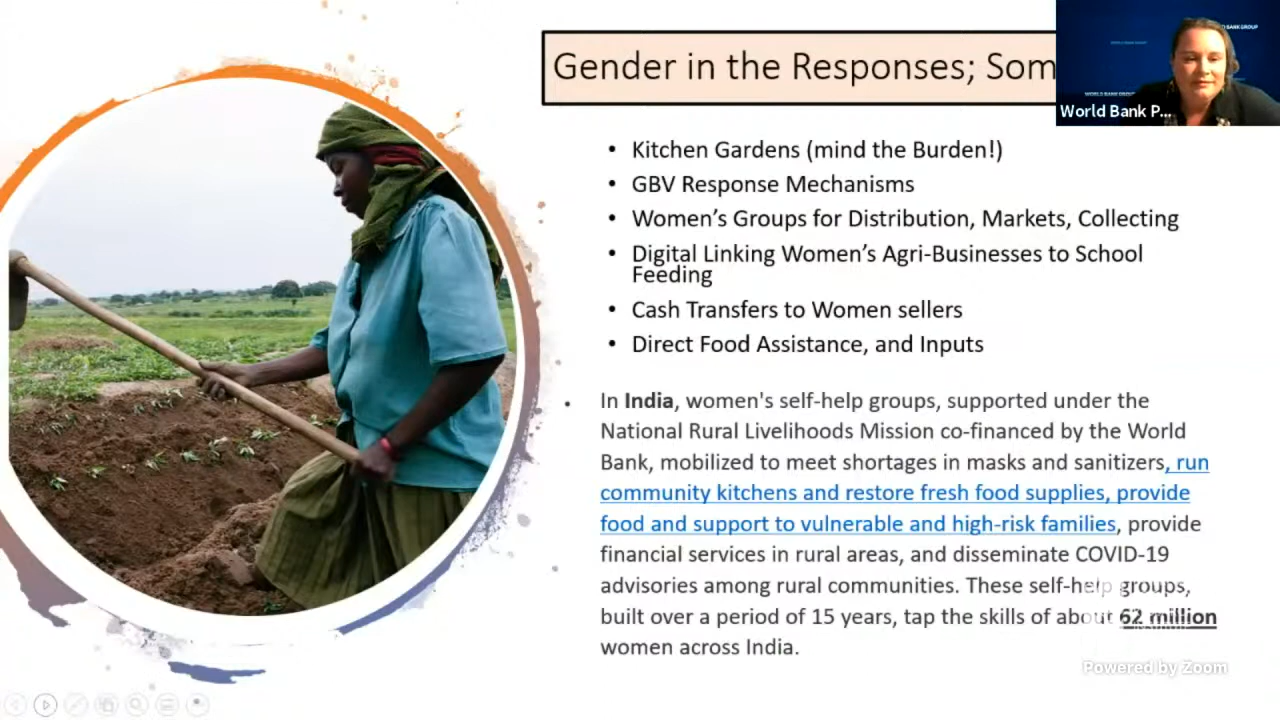 Gender in the Responses; Som
WORLD BANK GROUP
World Bank P...
• Kitchen Gardens (mind the Burden!)
• GBV Response Mechanisms
• Women’s Groups for Distribution, Markets, Collecting
• Digital Linking Women’s Agri-Businesses to School
Feeding
• Cash Transfers to Women sellers
• Direct Food Assistance, and Inputs
• In India, women's self-help groups, supported under the
National Rural Livelihoods Mission co-financed by the World
Bank, mobilized to meet shortages in masks and sanitizers, run
community kitchens and restore fresh food supplies, provide
food and support to vulnerable and high-risk families, provide
financial services in rural areas, and disseminate COVID-19
advisories among rural communities. These self-help groups,
built over a period of 15 years, tap the skills of about 62 million
women across India.
Powered by Zoom